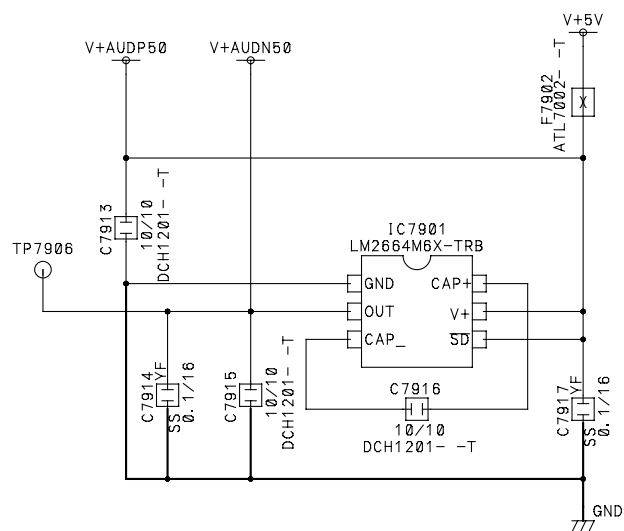 V+AUDP50
V+AUDN50
V+5V
F7902
ATL7002- -T
C7913
10/10
DCH1201- -T
TP7906
IC7901
LM2664M6X-TRB
GND
CAP+
OUT
V+
CAP_
SD
C7914
YF
SS
0.1/16
C7915
10/10
DCH1201- -T
C7916
10/10
DCH1201- -T
C7917
YF
SS
0.1/16
GND